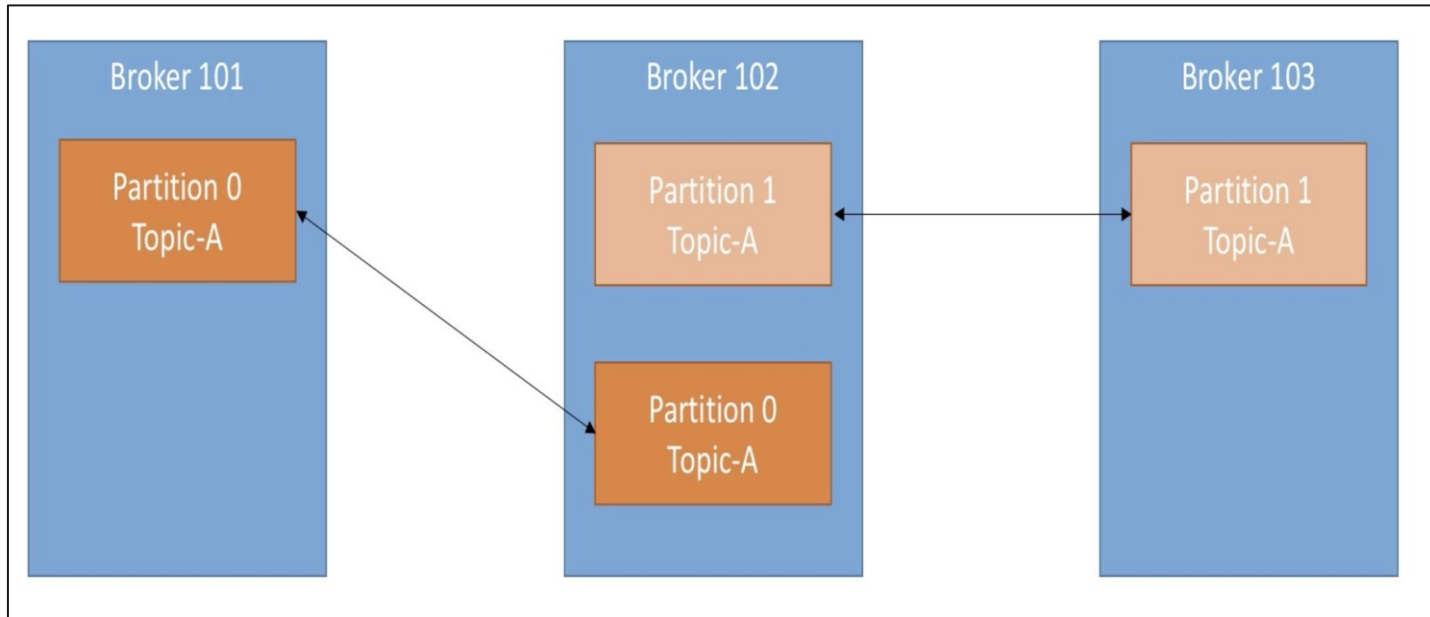 Broker 101
Partition 0
Topic-A
Broker 102
Partition 1
Topic-A
Partition 0
Topic-A
Broker 103
Partition 1
Topic-A